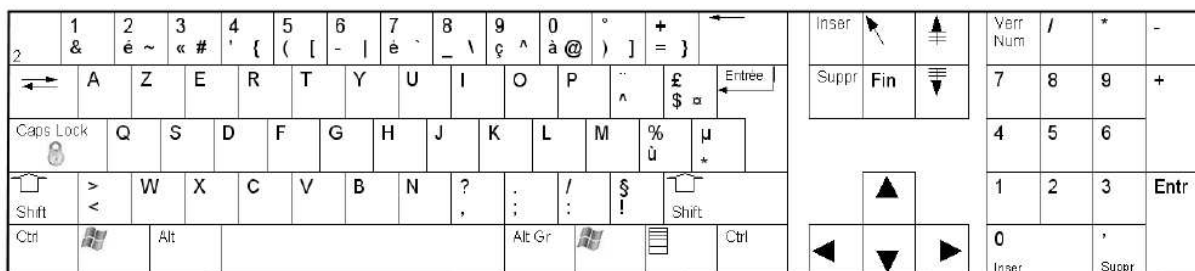 1 2 3 4 5 6 7 8 9 0 ° +
2 & é ~ « # ' { ( [ - | è ` _ \ ç ^ à @ ) ] = }
Inser
Verr Num / * -
A Z E R T Y U I O P ¨ ^ £ $ ¤ Entrée
Suppr Fin
7 8 9 +
Caps Lock Q S D F G H J K L M % ù µ *
4 5 6
Shift > < W X C V B N ? , . ; / : § ! Shift
1 2 3 Entr
Ctrl Alt Alt Gr Ctrl
0 Inser , Suppr